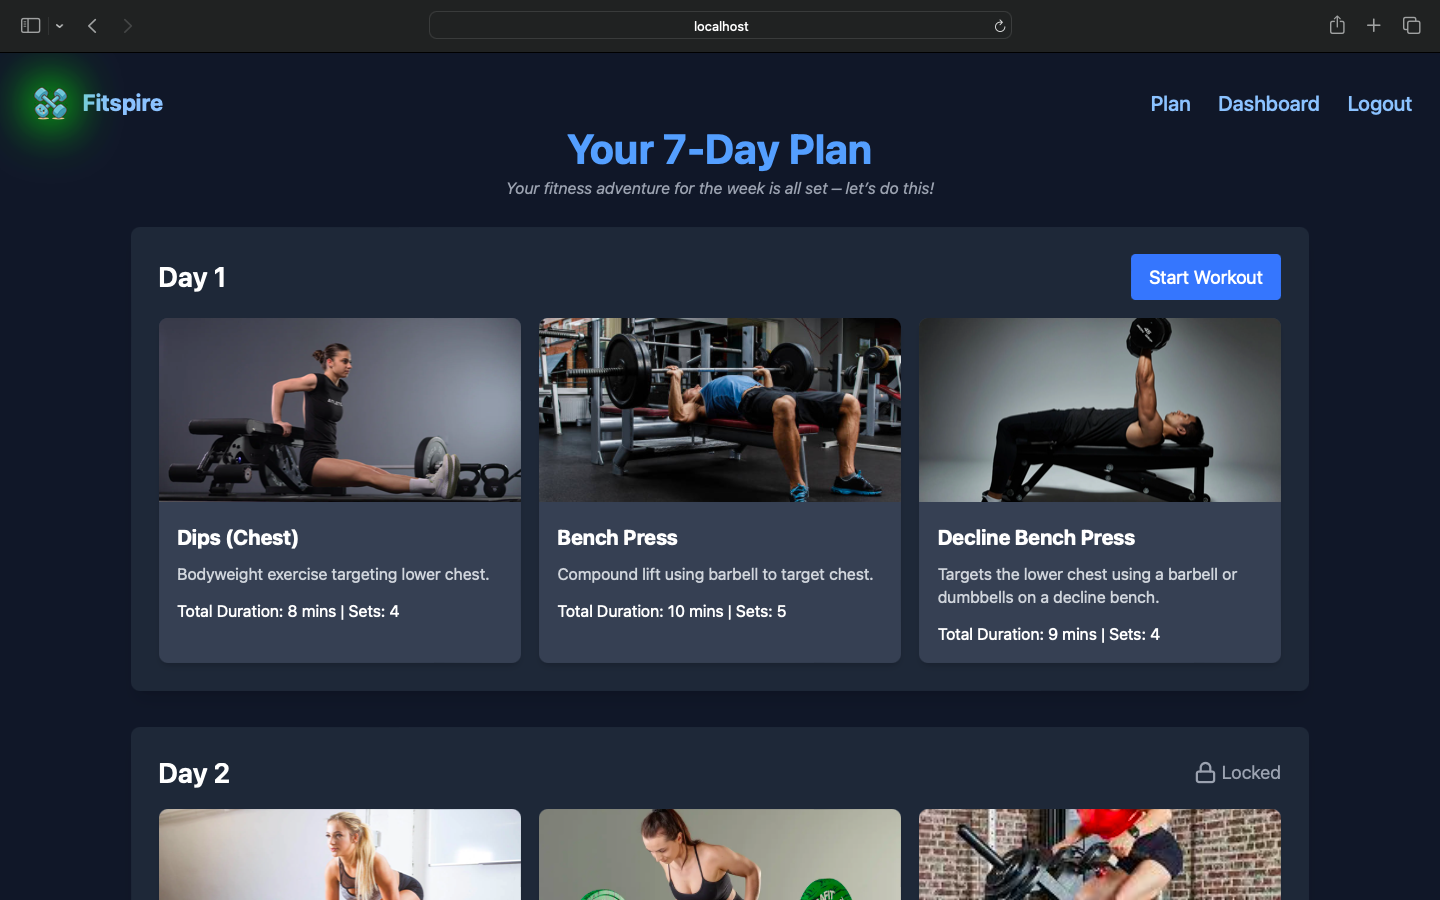 localhost
Fitspire
Plan Dashboard Logout
Your 7-Day Plan
Your fitness adventure for the week is all set – let's do this!
Day 1
Start Workout
Dips (Chest)
Bodyweight exercise targeting lower chest.
Total Duration: 8 mins | Sets: 4
Bench Press
Compound lift using barbell to target chest.
Total Duration: 10 mins | Sets: 5
Decline Bench Press
Targets the lower chest using a barbell or
dumbbells on a decline bench.
Total Duration: 9 mins | Sets: 4
Day 2
Locked